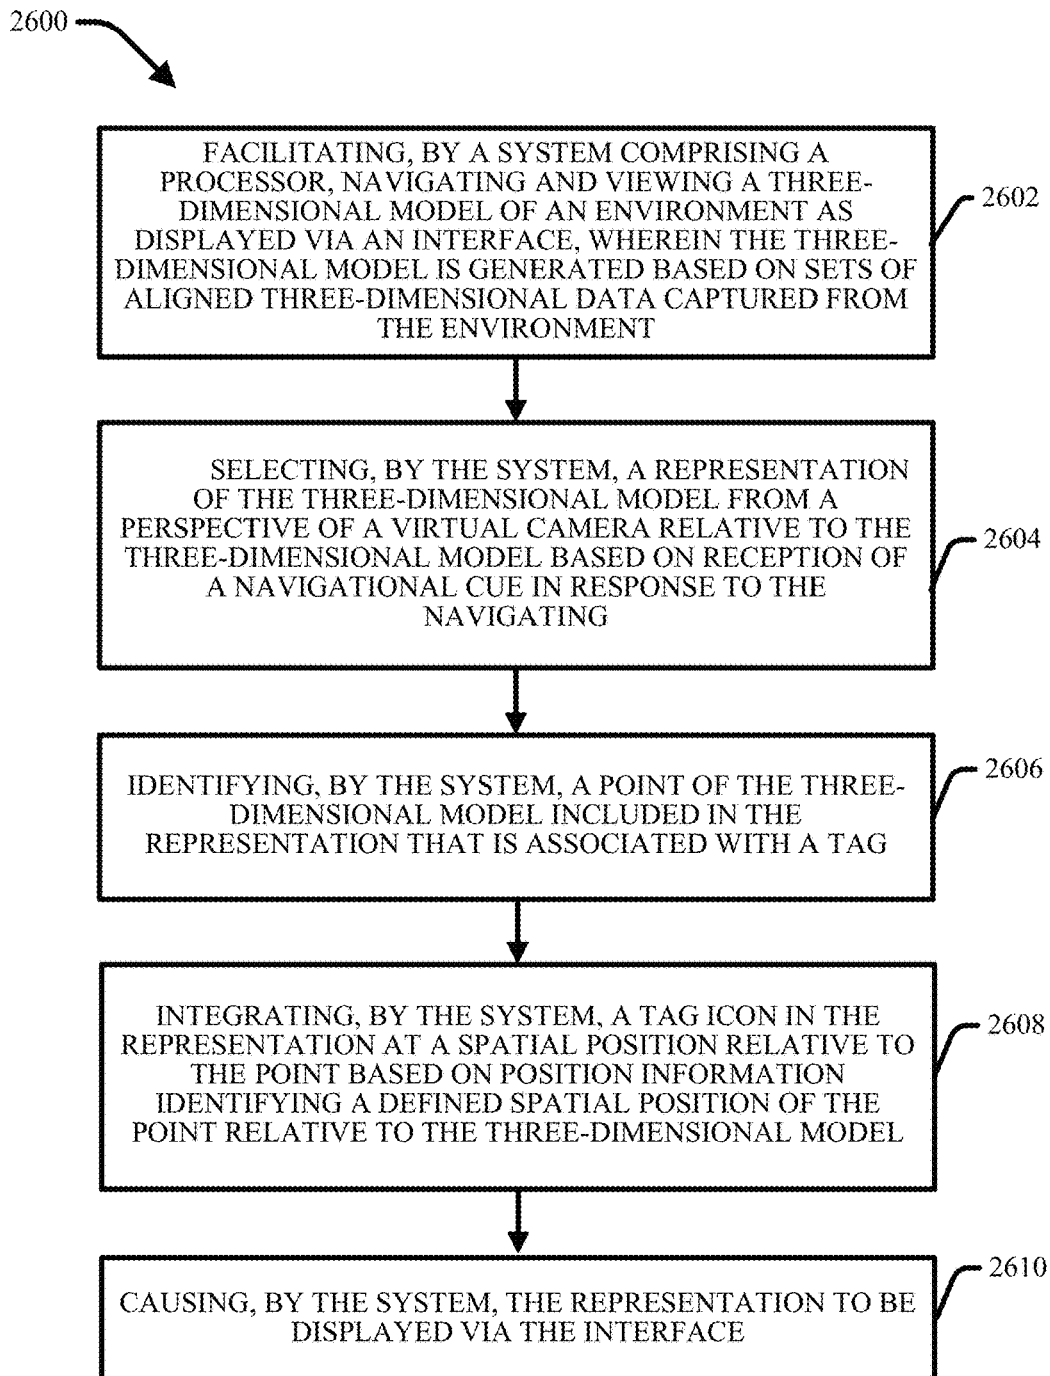 2600
FACILITATING, BY A SYSTEM COMPRISING A
PROCESSOR, NAVIGATING AND VIEWING A THREE-
DIMENSIONAL MODEL OF AN ENVIRONMENT AS
DISPLAYED VIA AN INTERFACE, WHEREIN THE THREE-
DIMENSIONAL MODEL IS GENERATED BASED ON SETS OF
ALIGNED THREE-DIMENSIONAL DATA CAPTURED FROM
THE ENVIRONMENT
2602
SELECTING, BY THE SYSTEM, A REPRESENTATION
OF THE THREE-DIMENSIONAL MODEL FROM A
PERSPECTIVE OF A VIRTUAL CAMERA RELATIVE TO THE
THREE-DIMENSIONAL MODEL BASED ON RECEPTION OF
A NAVIGATIONAL CUE IN RESPONSE TO THE
NAVIGATING
2604
IDENTIFYING, BY THE SYSTEM, A POINT OF THE THREE-
DIMENSIONAL MODEL INCLUDED IN THE
REPRESENTATION THAT IS ASSOCIATED WITH A TAG
2606
INTEGRATING, BY THE SYSTEM, A TAG ICON IN THE
REPRESENTATION AT A SPATIAL POSITION RELATIVE TO
THE POINT BASED ON POSITION INFORMATION
IDENTIFYING A DEFINED SPATIAL POSITION OF THE
POINT RELATIVE TO THE THREE-DIMENSIONAL MODEL
2608
CAUSING, BY THE SYSTEM, THE REPRESENTATION TO BE
DISPLAYED VIA THE INTERFACE
2610